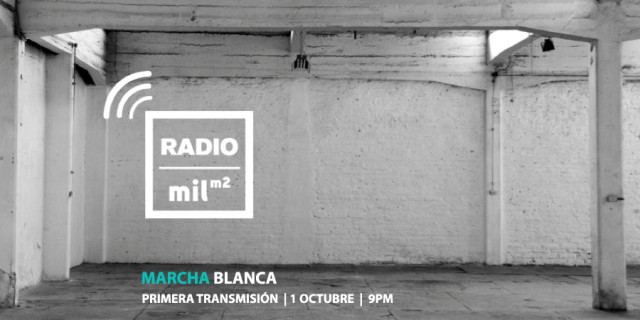 RADIO
mil m2
MARCHA BLANCA
PRIMERA TRANSMISIÓN | 1 OCTUBRE | 9PM